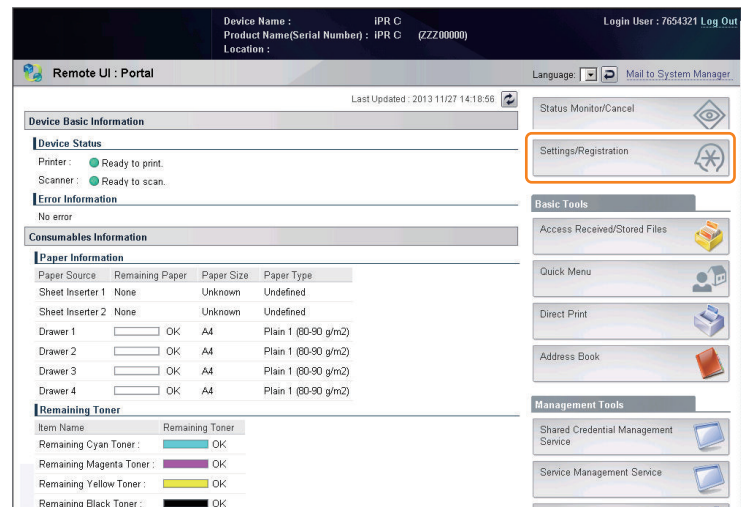 Device Name : iPR C
Product Name(Serial Number) : iPR C (ZZZ00000)
Location :
Login User : 7654321 Log Out
Remote UI : Portal
Language: Mail to System Manager
Last Updated : 2013 11/27 14:18:56
Device Basic Information
Device Status
Printer : Ready to print.
Scanner : Ready to scan.
Error Information
No error
Consumables Information
Paper Information
Paper Source Remaining Paper Paper Size Paper Type
Sheet Inserter 1 None Unknown Undefined
Sheet Inserter 2 None Unknown Undefined
Drawer 1 OK A4 Plain 1 (80-90 g/m2)
Drawer 2 OK A4 Plain 1 (80-90 g/m2)
Drawer 3 OK A4 Plain 1 (80-90 g/m2)
Drawer 4 OK A4 Plain 1 (80-90 g/m2)
Remaining Toner
Item Name Remaining Toner
Remaining Cyan Toner : OK
Remaining Magenta Toner : OK
Remaining Yellow Toner : OK
Remaining Black Toner : OK
Status Monitor/Cancel
Settings/Registration
Basic Tools
Access Received/Stored Files
Quick Menu
Direct Print
Address Book
Management Tools
Shared Credential Management
Service
Service Management Service